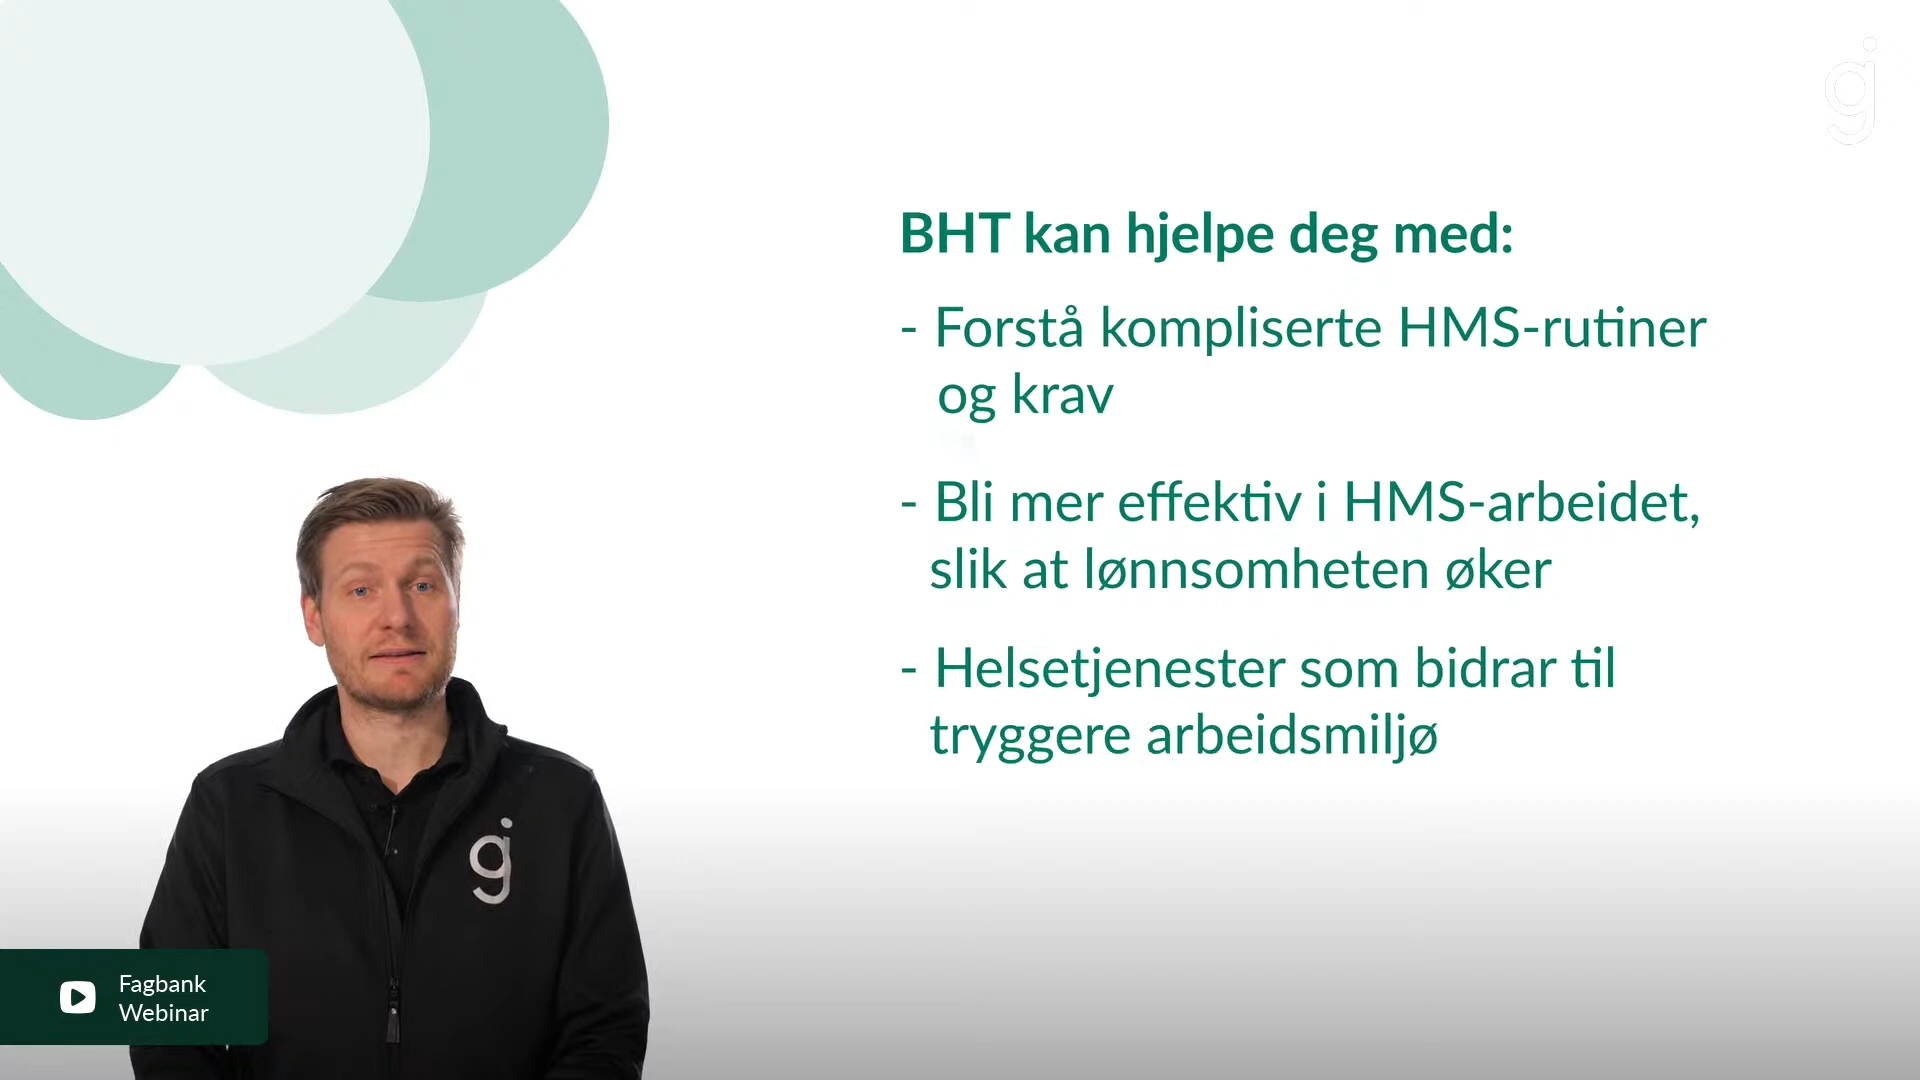 BHT kan hjelpe deg med:
- Forstå kompliserte HMS-rutiner
og krav
- Bli mer effektiv i HMS-arbeidet,
slik at lønnsomheten øker
- Helsetjenester som bidrar til
tryggere arbeidsmiljø
Fagbank
Webinar